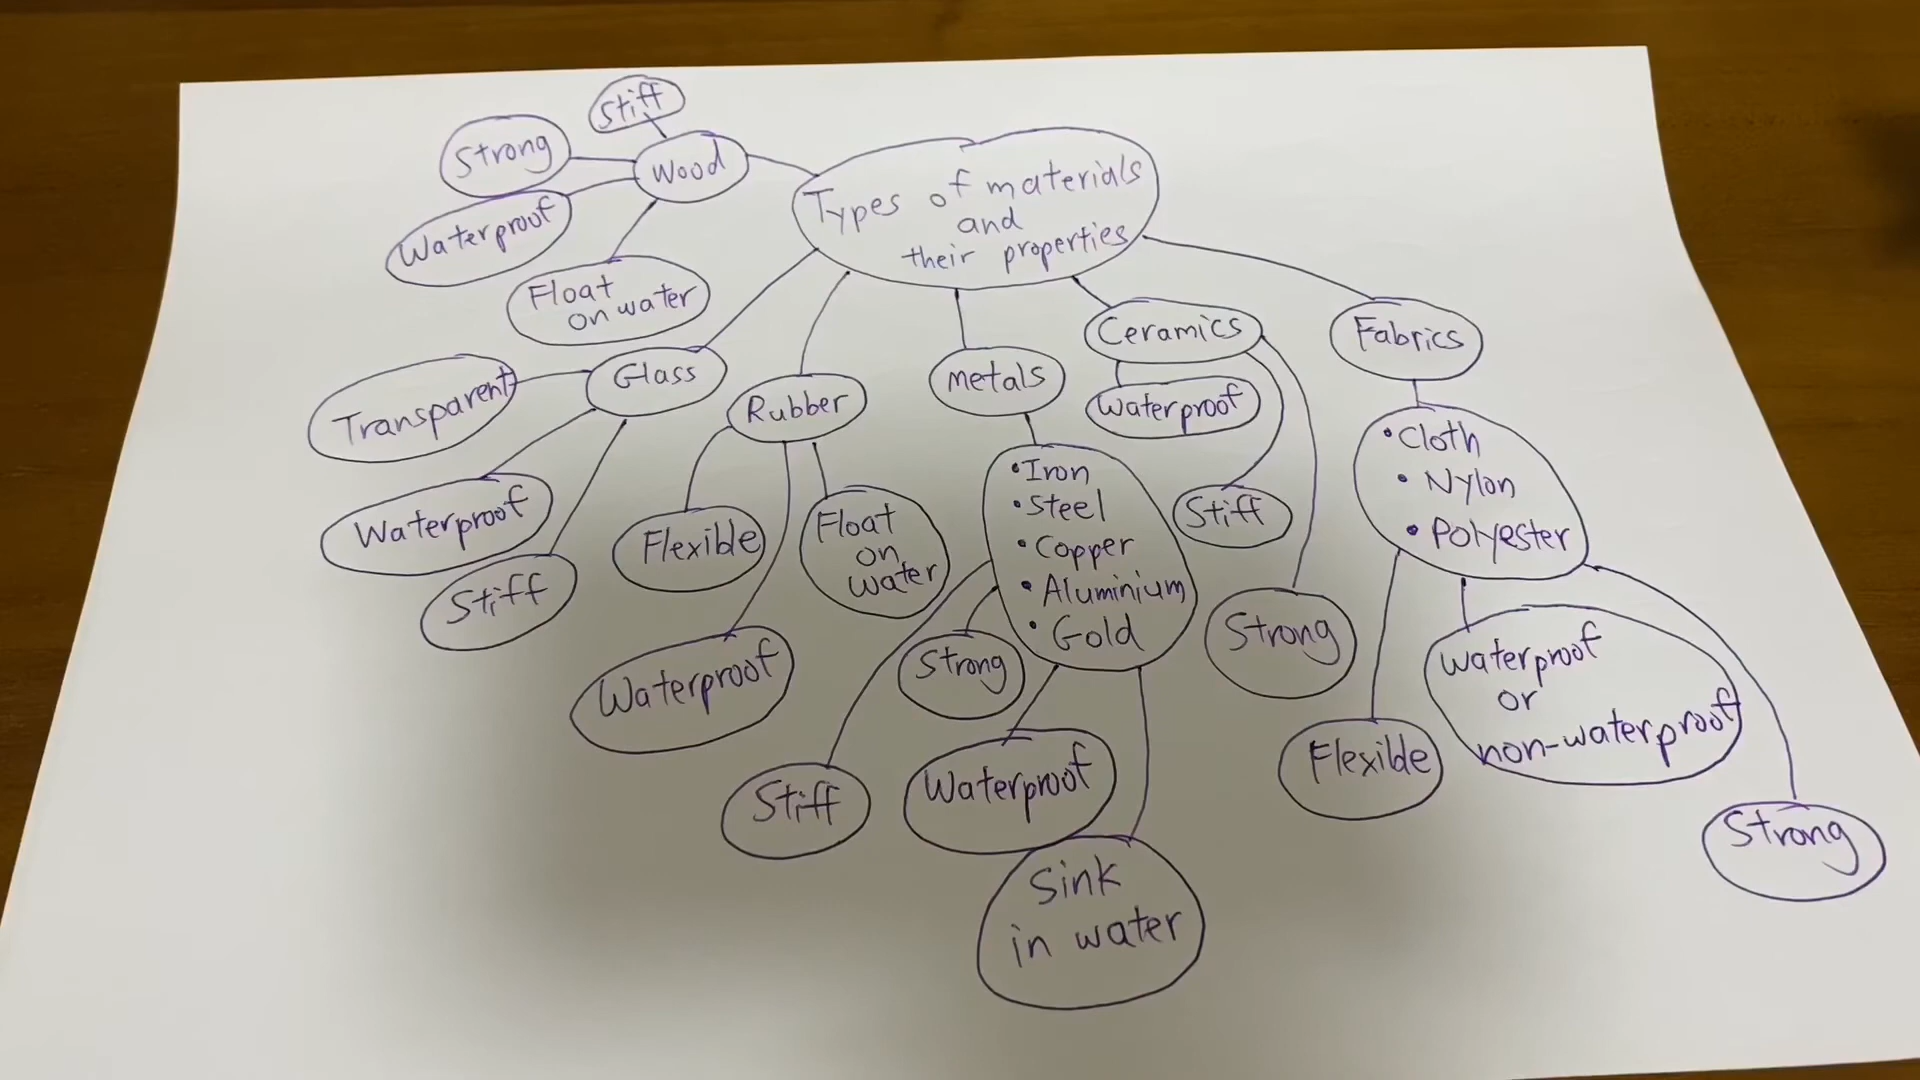 Types of materials
and
their properties
Wood
Stiff
Strong
Waterproof
Float
on water
Glass
Transparent
Waterproof
Stiff
Rubber
Flexible
Waterproof
Float
on
water
Metals
• Iron
• Steel
• Copper
• Aluminium
• Gold
Stiff
Strong
Waterproof
Sink
in water
Ceramics
Waterproof
Stiff
Strong
Fabrics
• Cloth
• Nylon
• Polyester
Flexible
Waterproof
or
non-waterproof
Strong